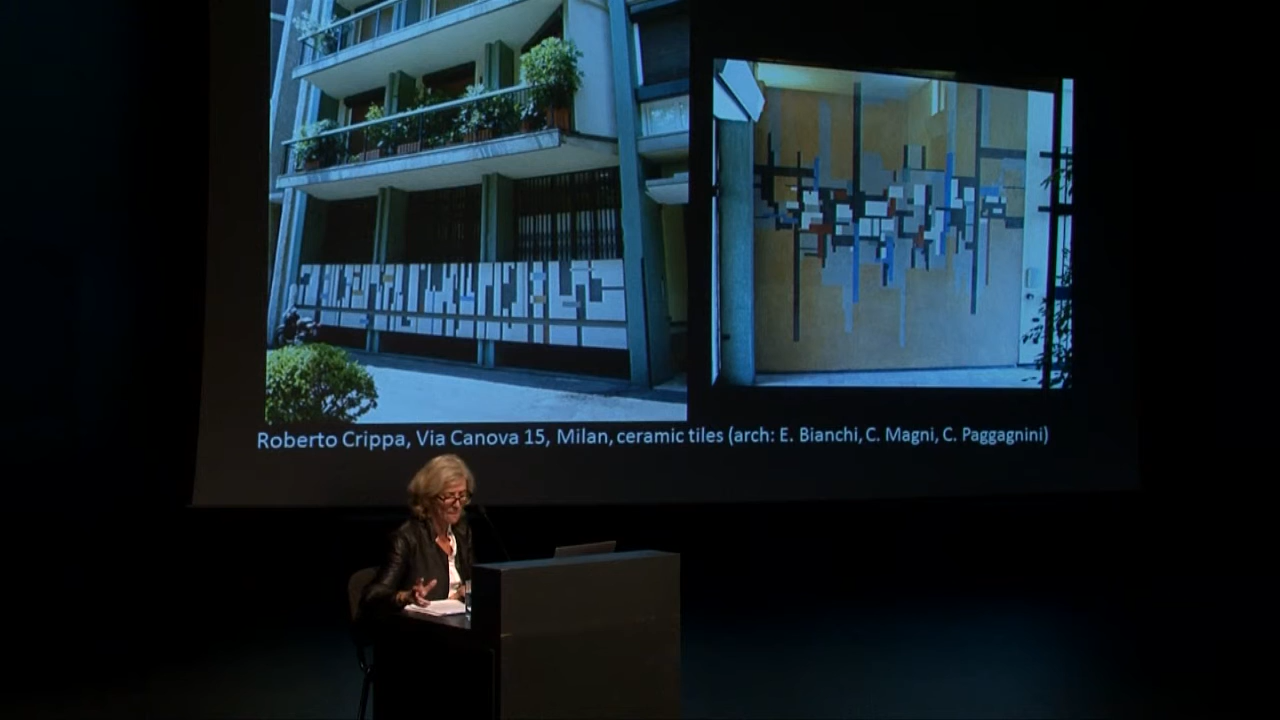 Roberto Crippa, Via Canova 15, Milan, ceramic tiles (arch: E. Bianchi, C. Magni, C. Paggagnini)